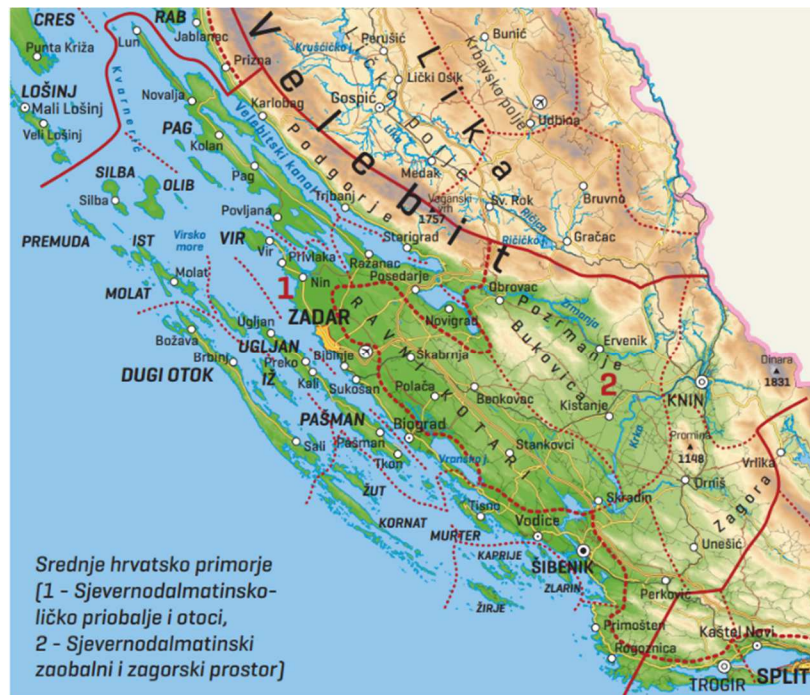 CRES
RAB
Jablanac
Perušić
Bunić
Punta Križa
Lun
Krušćičko j.
Krbavsko polje
Prizna
Lički Osik
Lika
LOŠINJ
Mali Lošinj
Kvarnerić
Novalja
Karlobag
Gospić
Ličko polje
Udbina
Veli Lošinj
PAG
Kolan
Velebitski kanal
Podgorje
Velebit
Lika
Medak
SILBA
Silba
OLIB
Pag
Vaganski vrh
1757
Sv. Rok
Bruvno
Tribanj
Ričica
Povljana
Starigrad
Ričičko j.
Gračac
PREMUDA
IST
Virsko
more
VIR
Vir
Privlaka
Ražanac
Posedarje
Obrovac
MOLAT
Molat
1
Nin
Novigrad
Pozrmanje
Zrmanja
ZADAR
RAVNI KOTARI
Bukovica
Ervenik
Božava
Ugljan
UGLJAN
Bibinje
Škabrnja
Dinara
1831
Brbinj
Preko
DUGI OTOK
IŽ
Kali
Sukošan
Polača
Benkovac
2
Kistanje
KNIN
PAŠMAN
Biograd
Krka
Promina
1148
Sali
Pašman
Stankovci
Vrlika
Tkon
Vransko j.
Drniš
Zagora
ŽUT
Skradin
KORNAT
Tisno
MURTER
Vodice
Unešić
KAPRIJE
ŠIBENIK
ZLARIN
ŽIRJE
Perković
Primošten
Kaštel Novi
Rogoznica
TROGIR
SPLIT
Srednje hrvatsko primorje
(1 - Sjevernodalmatinsko-
ličko priobalje i otoci,
2 - Sjevernodalmatinski
zaobalni i zagorski prostor)